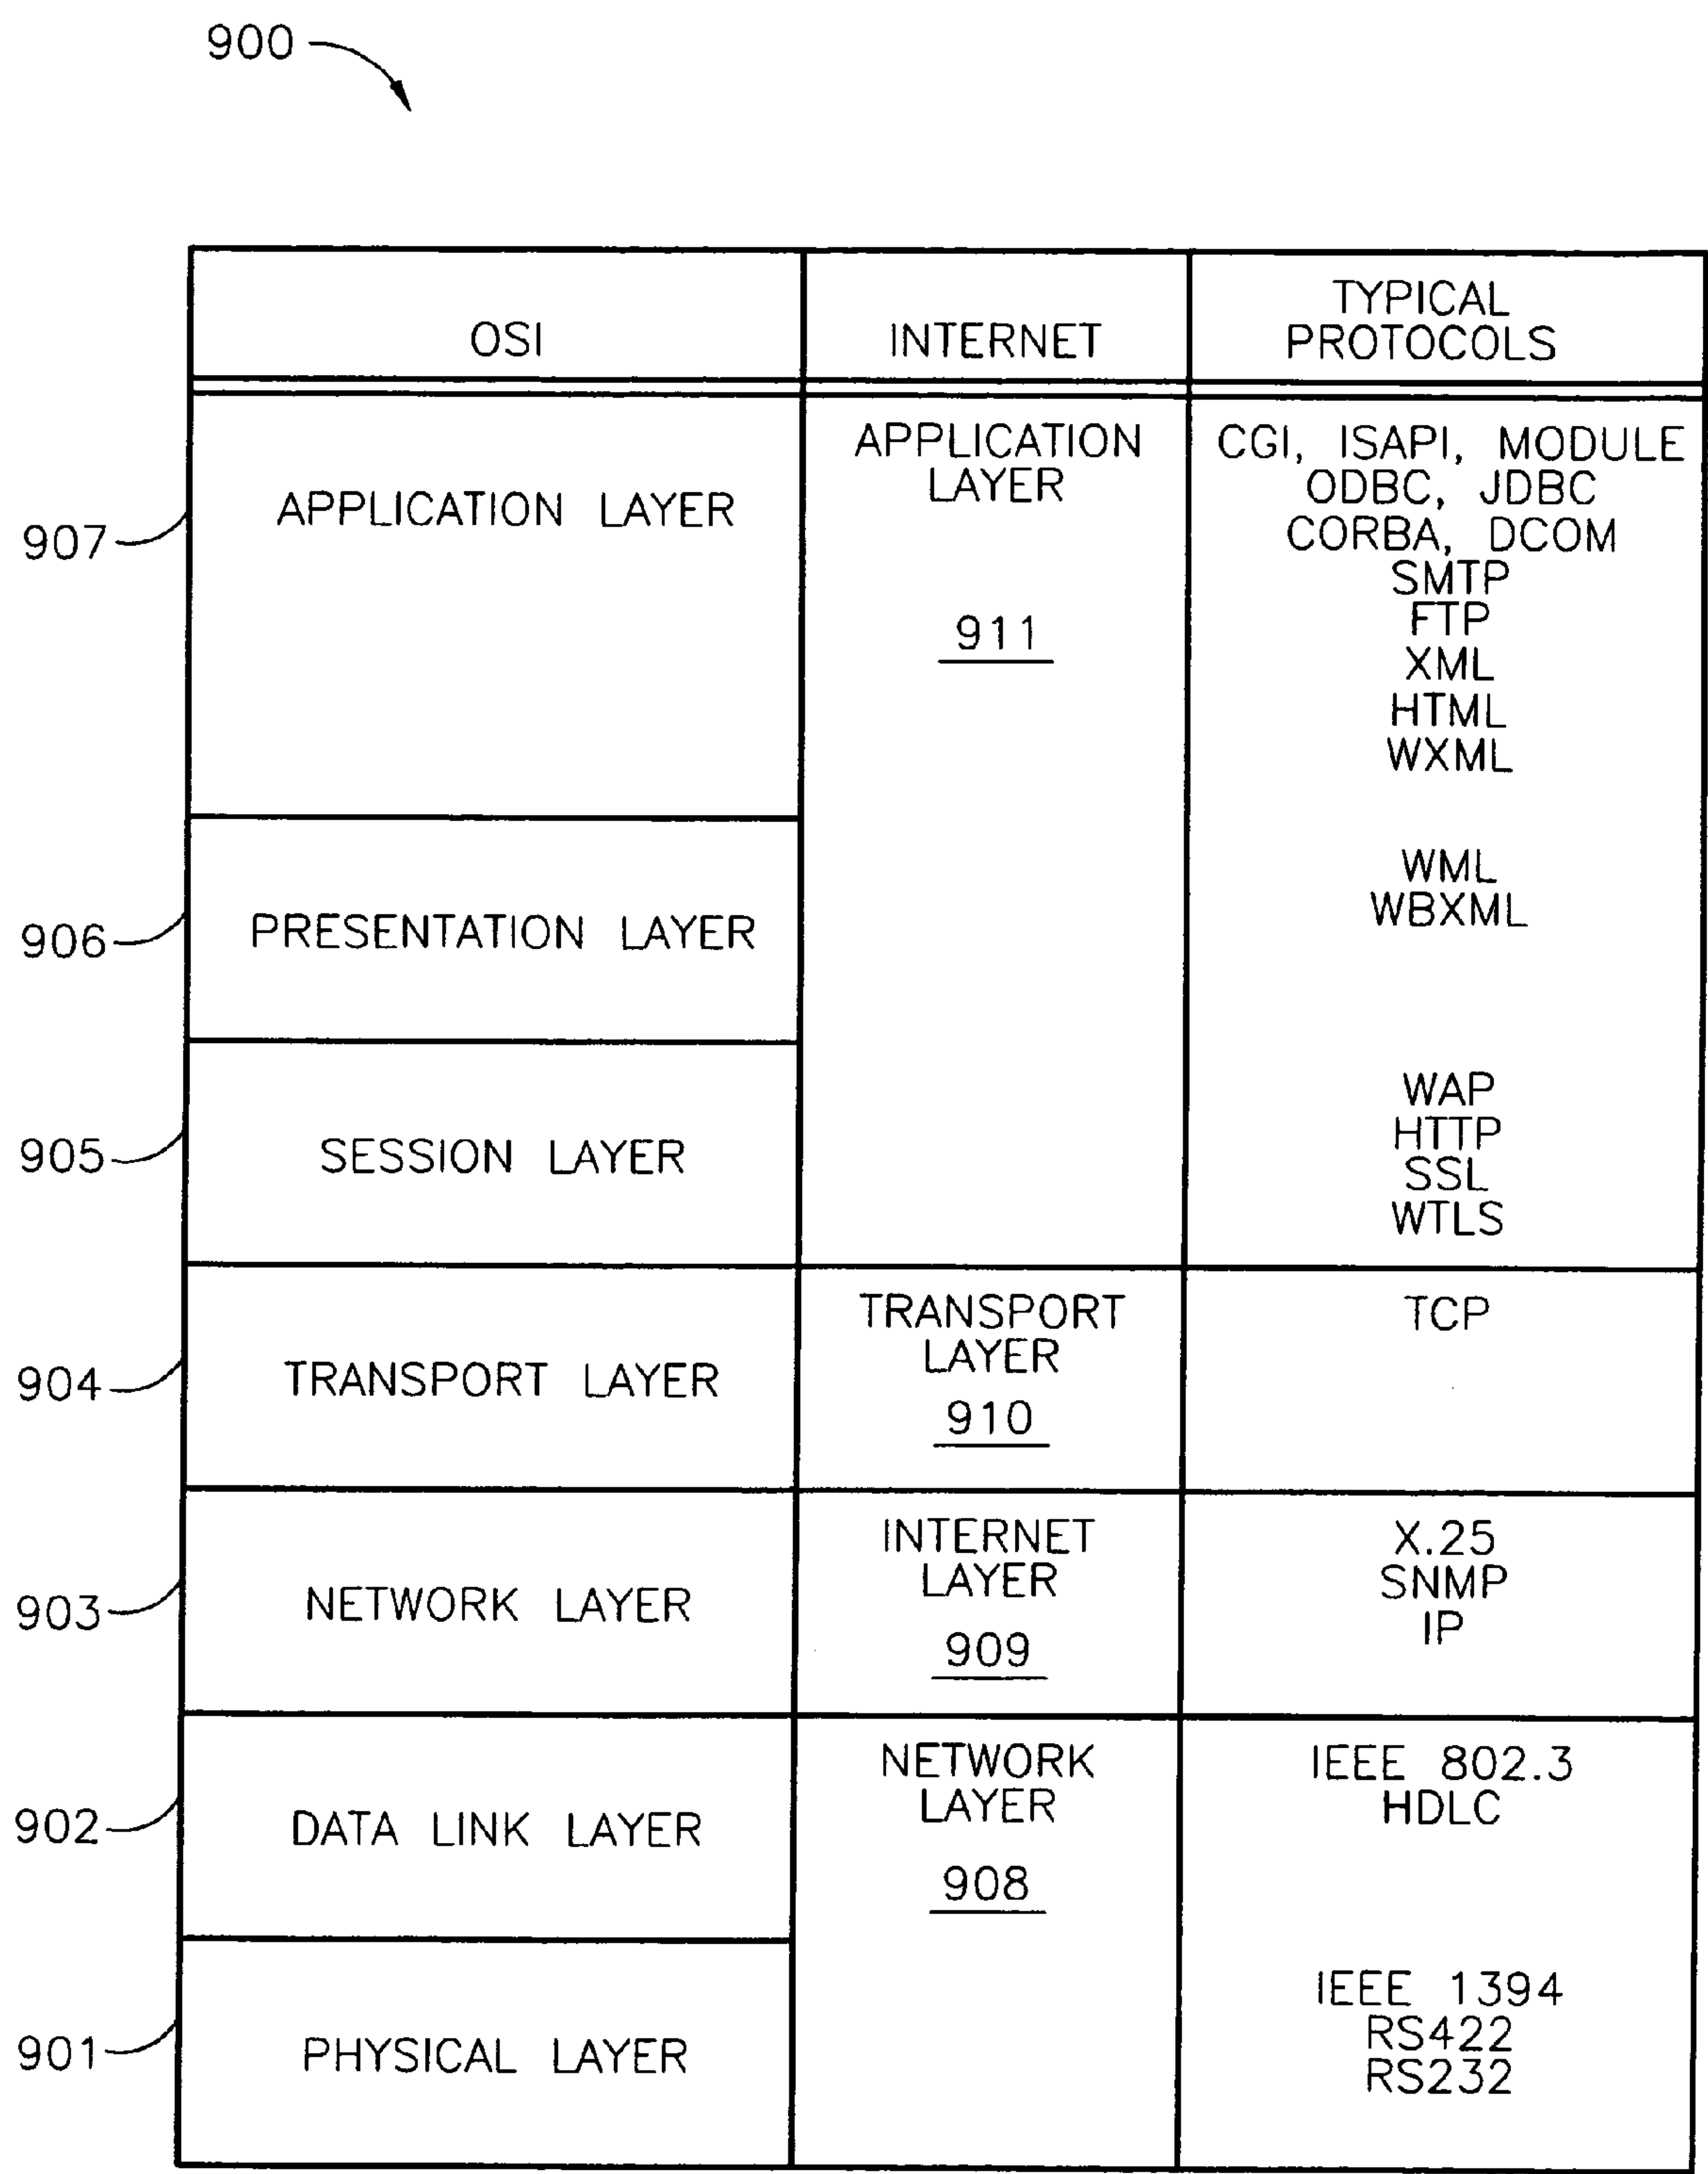 900
OSI
INTERNET
TYPICAL
PROTOCOLS
907
APPLICATION LAYER
APPLICATION
LAYER
911
CGI, ISAPI, MODULE
ODBC, JDBC
CORBA, DCOM
SMTP
FTP
XML
HTML
WXML
906
PRESENTATION LAYER
WML
WBXML
905
SESSION LAYER
WAP
HTTP
SSL
WTLS
904
TRANSPORT LAYER
TRANSPORT
LAYER
910
TCP
903
NETWORK LAYER
INTERNET
LAYER
909
X.25
SNMP
IP
902
DATA LINK LAYER
NETWORK
LAYER
908
IEEE 802.3
HDLC
901
PHYSICAL LAYER
IEEE 1394
RS422
RS232